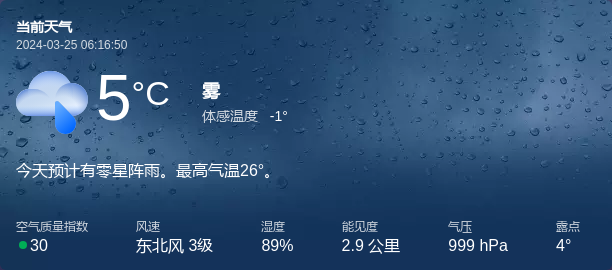 当前天气
2024-03-25 06:16:50
5°C
雾
体感温度 -1°
今天预计有零星阵雨。最高气温26°。
空气质量指数 风速 湿度 能见度 气压 露点
30 东北风 3级 89% 2.9 公里 999 hPa 4°